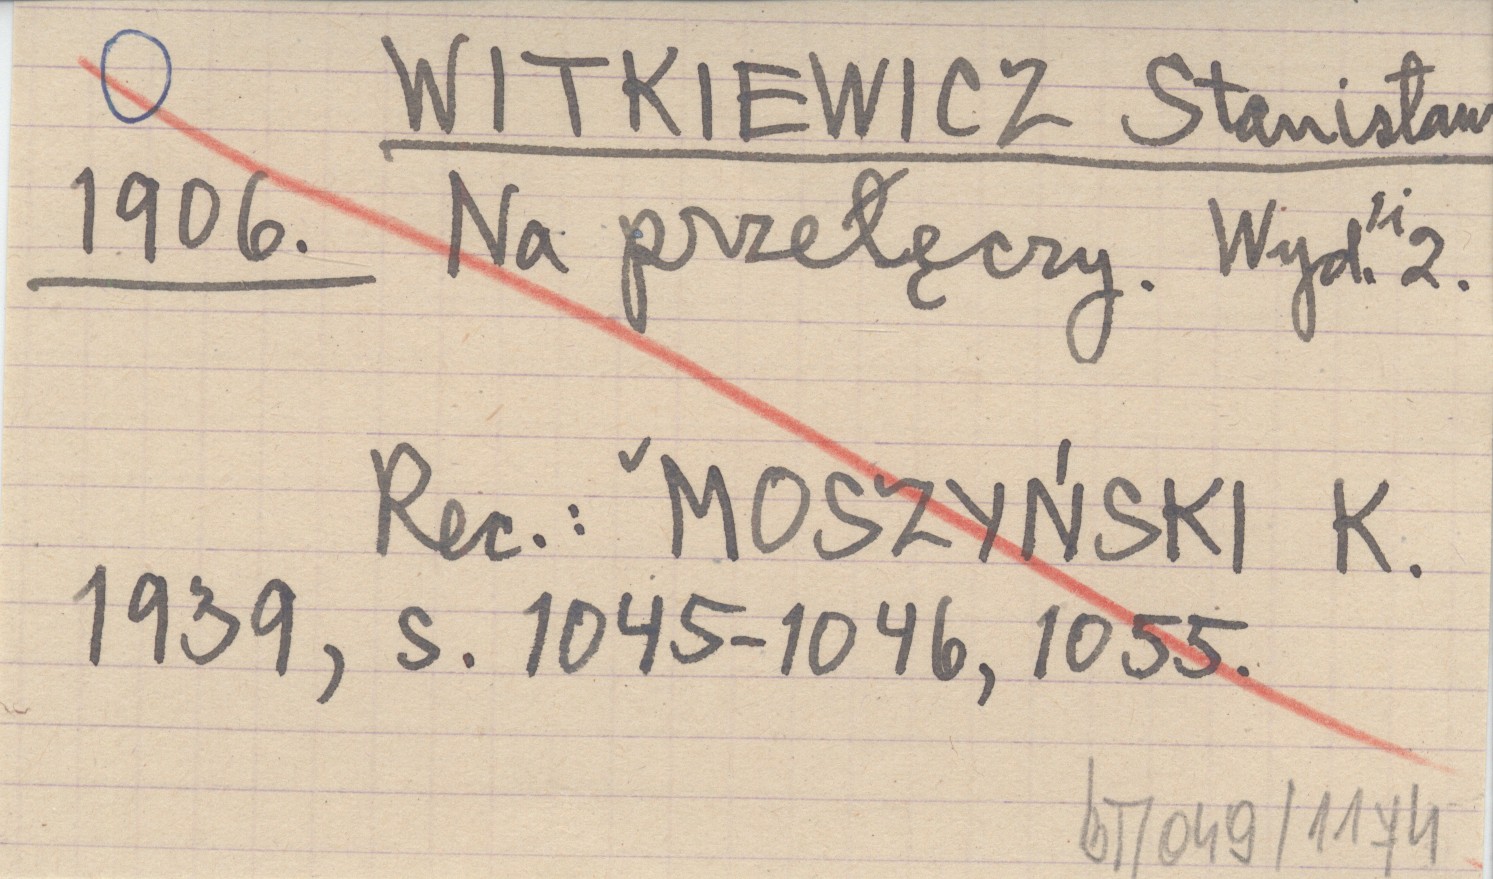 WITKIEWICZ Stanisław
1906. Na przełęczy. Wyd. 2.
Rec.: MOSZYŃSKI K.
1939, s. 1045-1046, 1055.
bT/049/1174